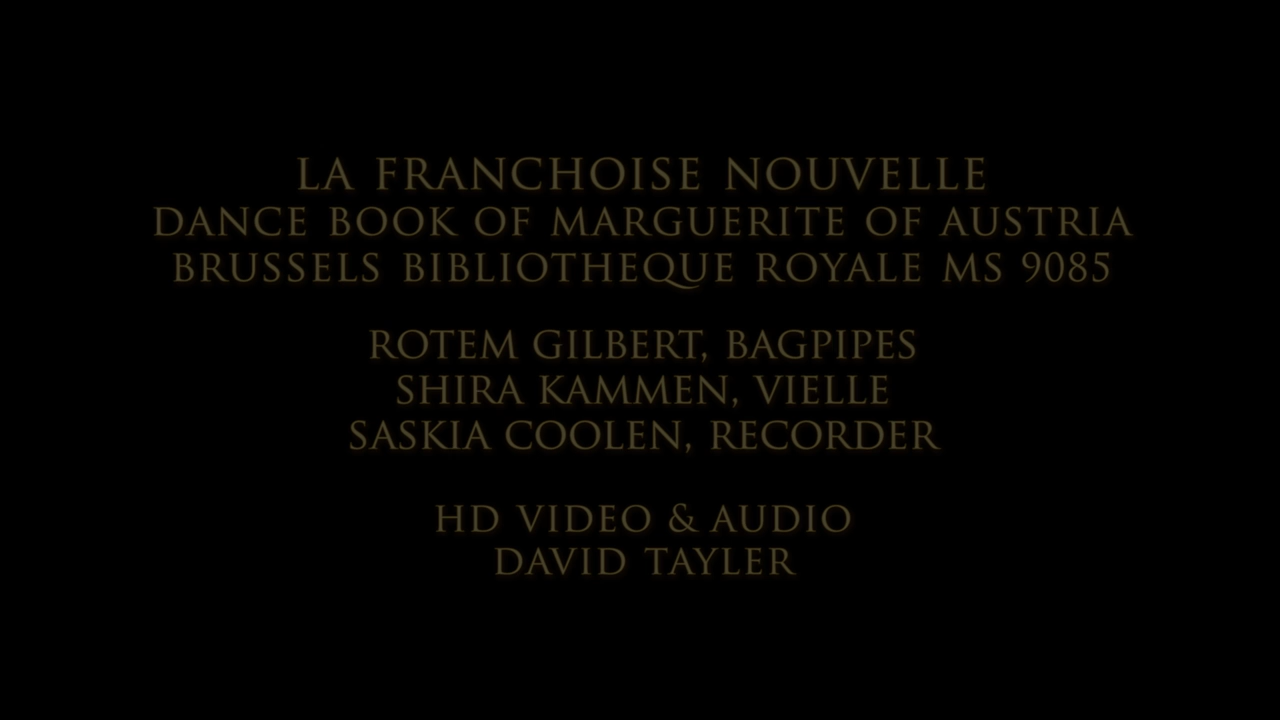 LA FRANCHOISE NOUVELLE
DANCE BOOK OF MARGUERITE OF AUSTRIA
BRUSSELS BIBLIOTHEQUE ROYALE MS 9085
ROTEM GILBERT, BAGPIPES
SHIRA KAMMEN, VIELLE
SASKIA COOLEN, RECORDER
HD VIDEO & AUDIO
DAVID TAYLER